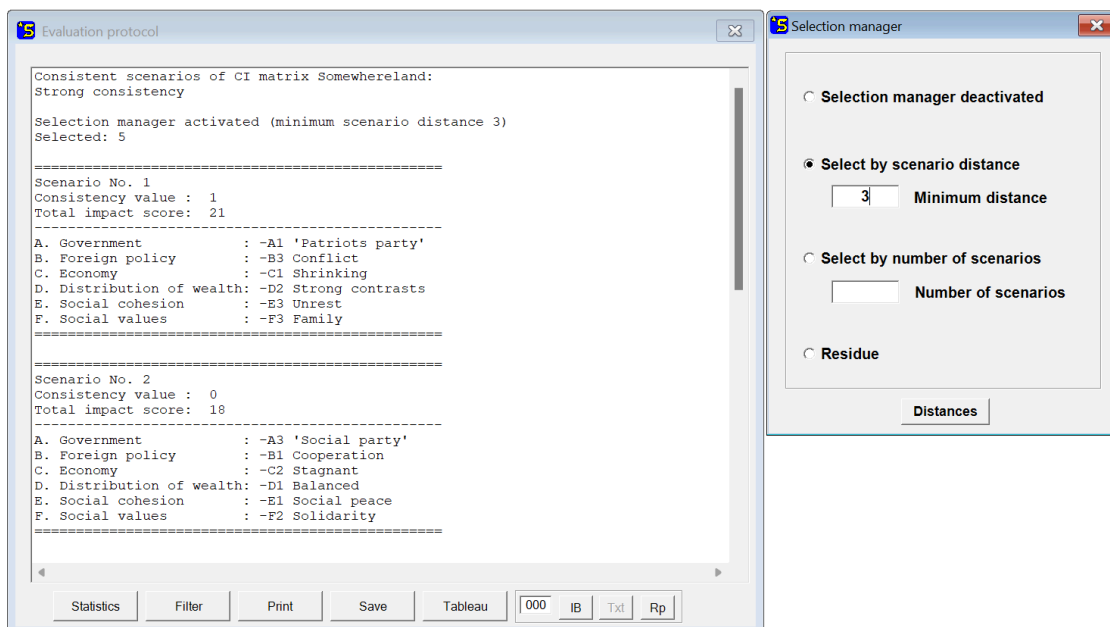 Evaluation protocol
Consistent scenarios of CI matrix Somewhereland:
Strong consistency
Selection manager activated (minimum scenario distance 3)
Selected: 5
=================================================
Scenario No. 1
Consistency value :  1
Total impact score:  21
-------------------------------------------------
A. Government             : -A1 'Patriots party'
B. Foreign policy         : -B3 Conflict
C. Economy                : -C1 Shrinking
D. Distribution of wealth: -D2 Strong contrasts
E. Social cohesion        : -E3 Unrest
F. Social values          : -F3 Family
=================================================
=================================================
Scenario No. 2
Consistency value :  0
Total impact score:  18
-------------------------------------------------
A. Government             : -A3 'Social party'
B. Foreign policy         : -B1 Cooperation
C. Economy                : -C2 Stagnant
D. Distribution of wealth: -D1 Balanced
E. Social cohesion        : -E1 Social peace
F. Social values          : -F2 Solidarity
=================================================
Statistics Filter Print Save Tableau 000 IB Txt Rp
Selection manager
Selection manager deactivated
Select by scenario distance
3 Minimum distance
Select by number of scenarios
Number of scenarios
Residue
Distances